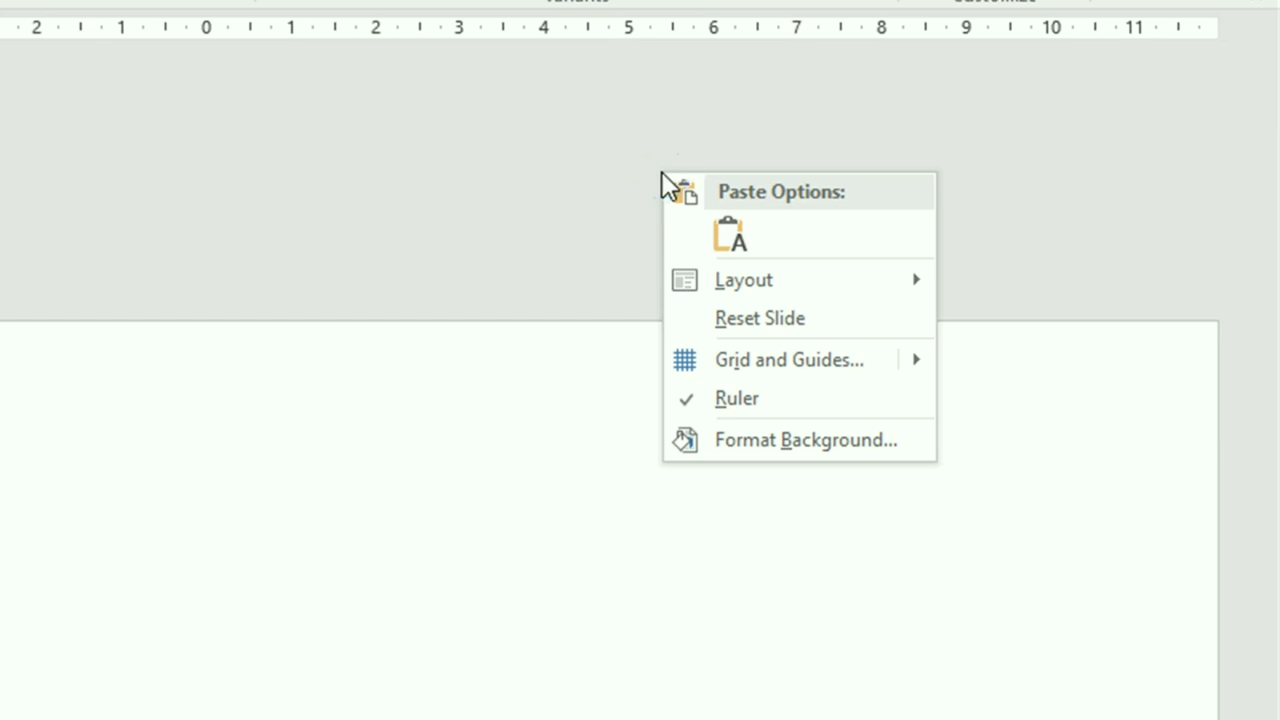 2 1 0 1 2 3 4 5 6 7 8 9 10 11
Paste Options:
A
Layout
Reset Slide
Grid and Guides...
Ruler
Format Background...